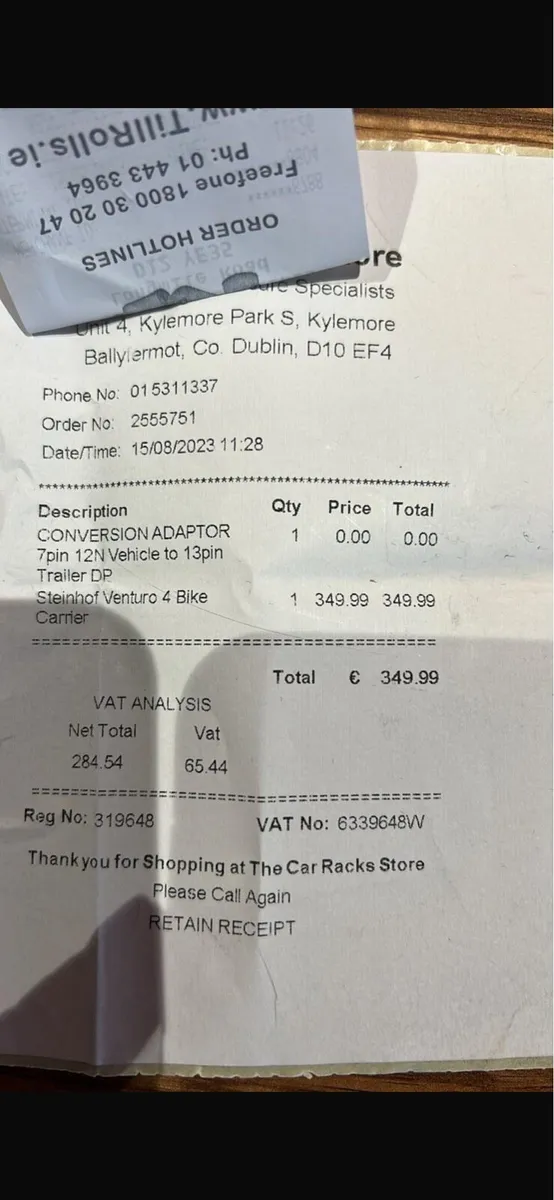 www.TillRolls.ie
Ph: 01 443 3964
Freefone 1800 30 20 47
ORDER HOTLINES
D12 YE35
Road
ore
Specialists
Unit 4, Kylemore Park S, Kylemore
Ballyfermot, Co. Dublin, D10 EF4
Phone No: 015311337
Order No: 2555751
Date/Time: 15/08/2023 11:28
************************************************************
Description Qty Price Total
CONVERSION ADAPTOR 1 0.00 0.00
7pin 12N Vehicle to 13pin
Trailer DP
Steinhof Venturo 4 Bike 1 349.99 349.99
Carrier
==================================================
Total € 349.99
VAT ANALYSIS
Net Total Vat
284.54 65.44
==================================================
Reg No: 319648 VAT No: 6339648W
Thank you for Shopping at The Car Racks Store
Please Call Again
RETAIN RECEIPT